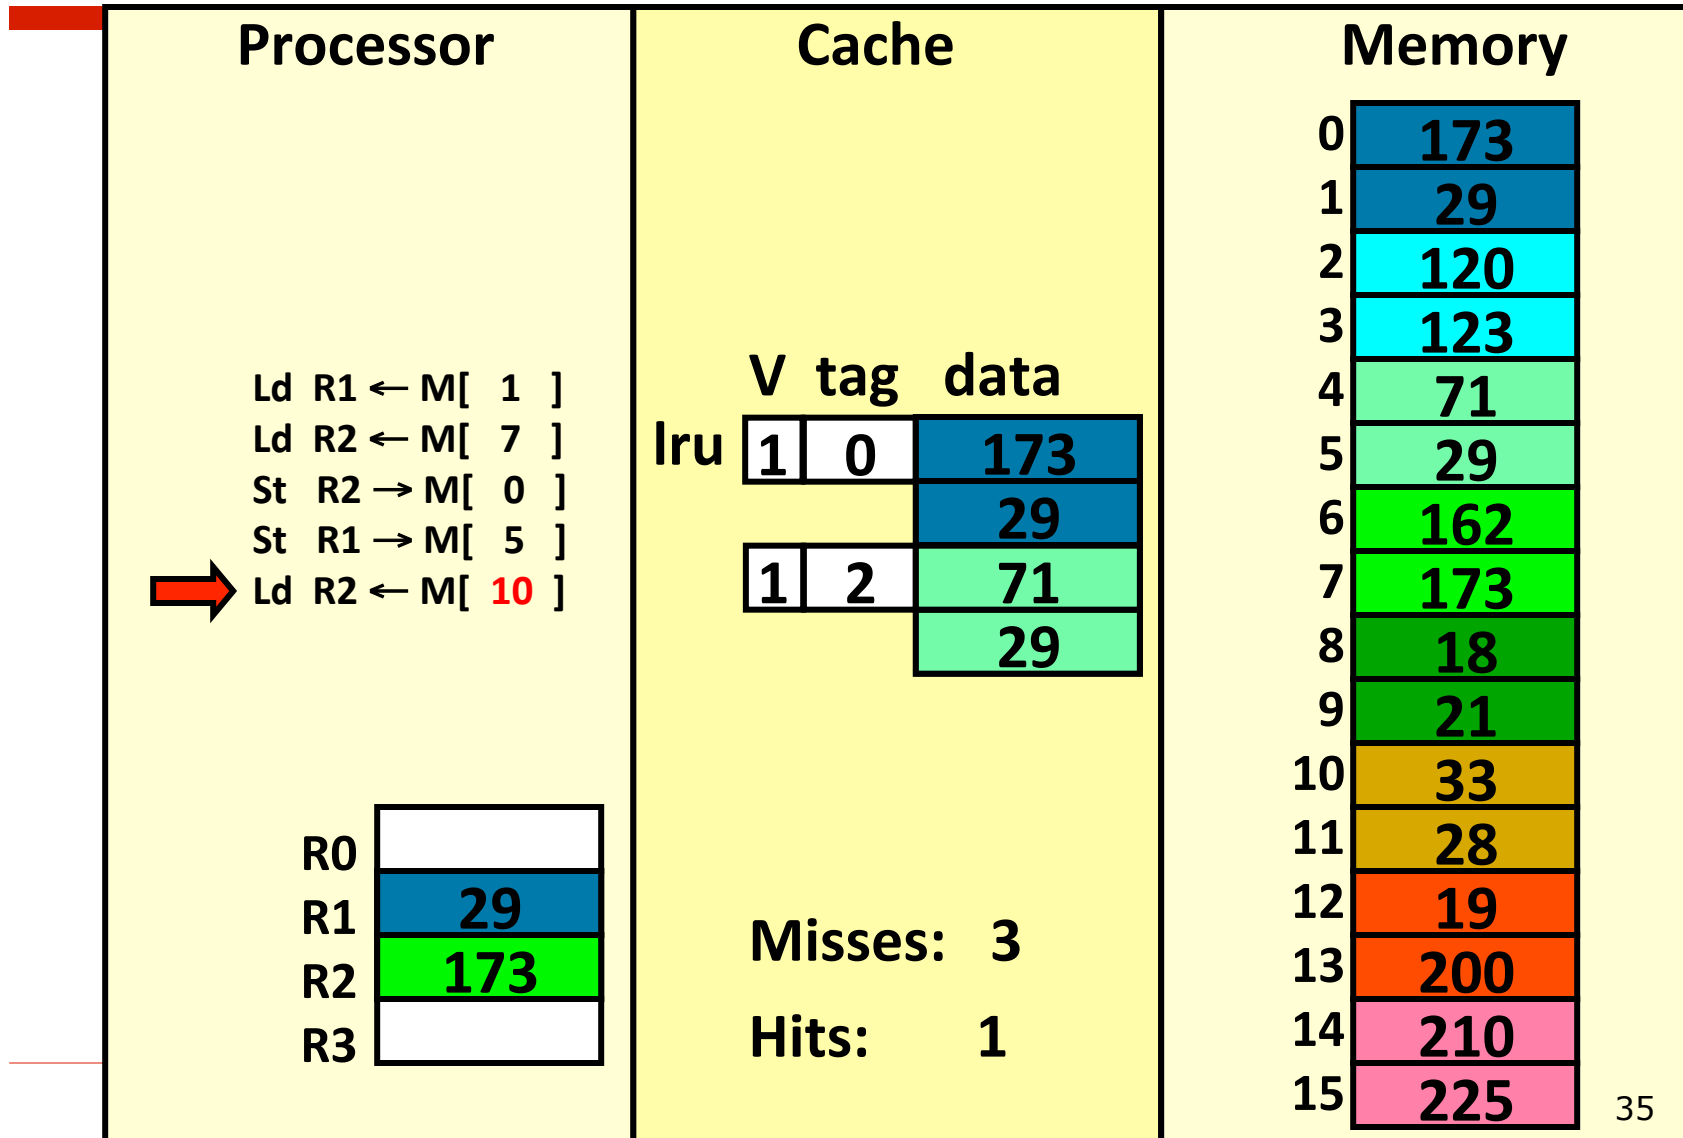 Processor
Ld R1 ← M[ 1 ]
Ld R2 ← M[ 7 ]
St R2 → M[ 0 ]
St R1 → M[ 5 ]
Ld R2 ← M[ 10 ]
R0
R1 29
R2 173
R3
Cache
V tag data
lru 1 0 173
29
1 2 71
29
Misses: 3
Hits: 1
Memory
0 173
1 29
2 120
3 123
4 71
5 29
6 162
7 173
8 18
9 21
10 33
11 28
12 19
13 200
14 210
15 225
35